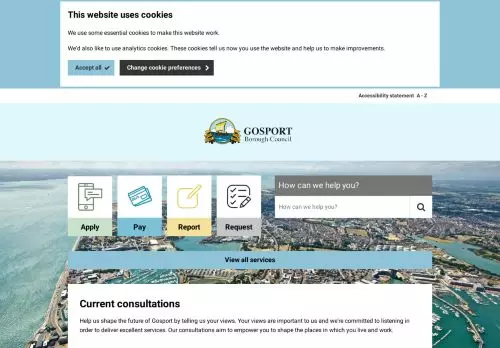 This website uses cookies
We use some essential cookies to make this website work.
We'd also like to use analytics cookies. These cookies tell us now you use the website and help us to make improvements.
Accept all
Change cookie preferences
Accessibility statement A - Z
GOSPORT
Borough Council
How can we help you?
How can we help you?
Apply
Pay
Report
Request
View all services
Current consultations
Help us shape the future of Gosport by telling us your views. Your views are important to us and we're committed to listening in
order to deliver excellent services. Our consultations aim to empower you to shape the places in which you live and work.